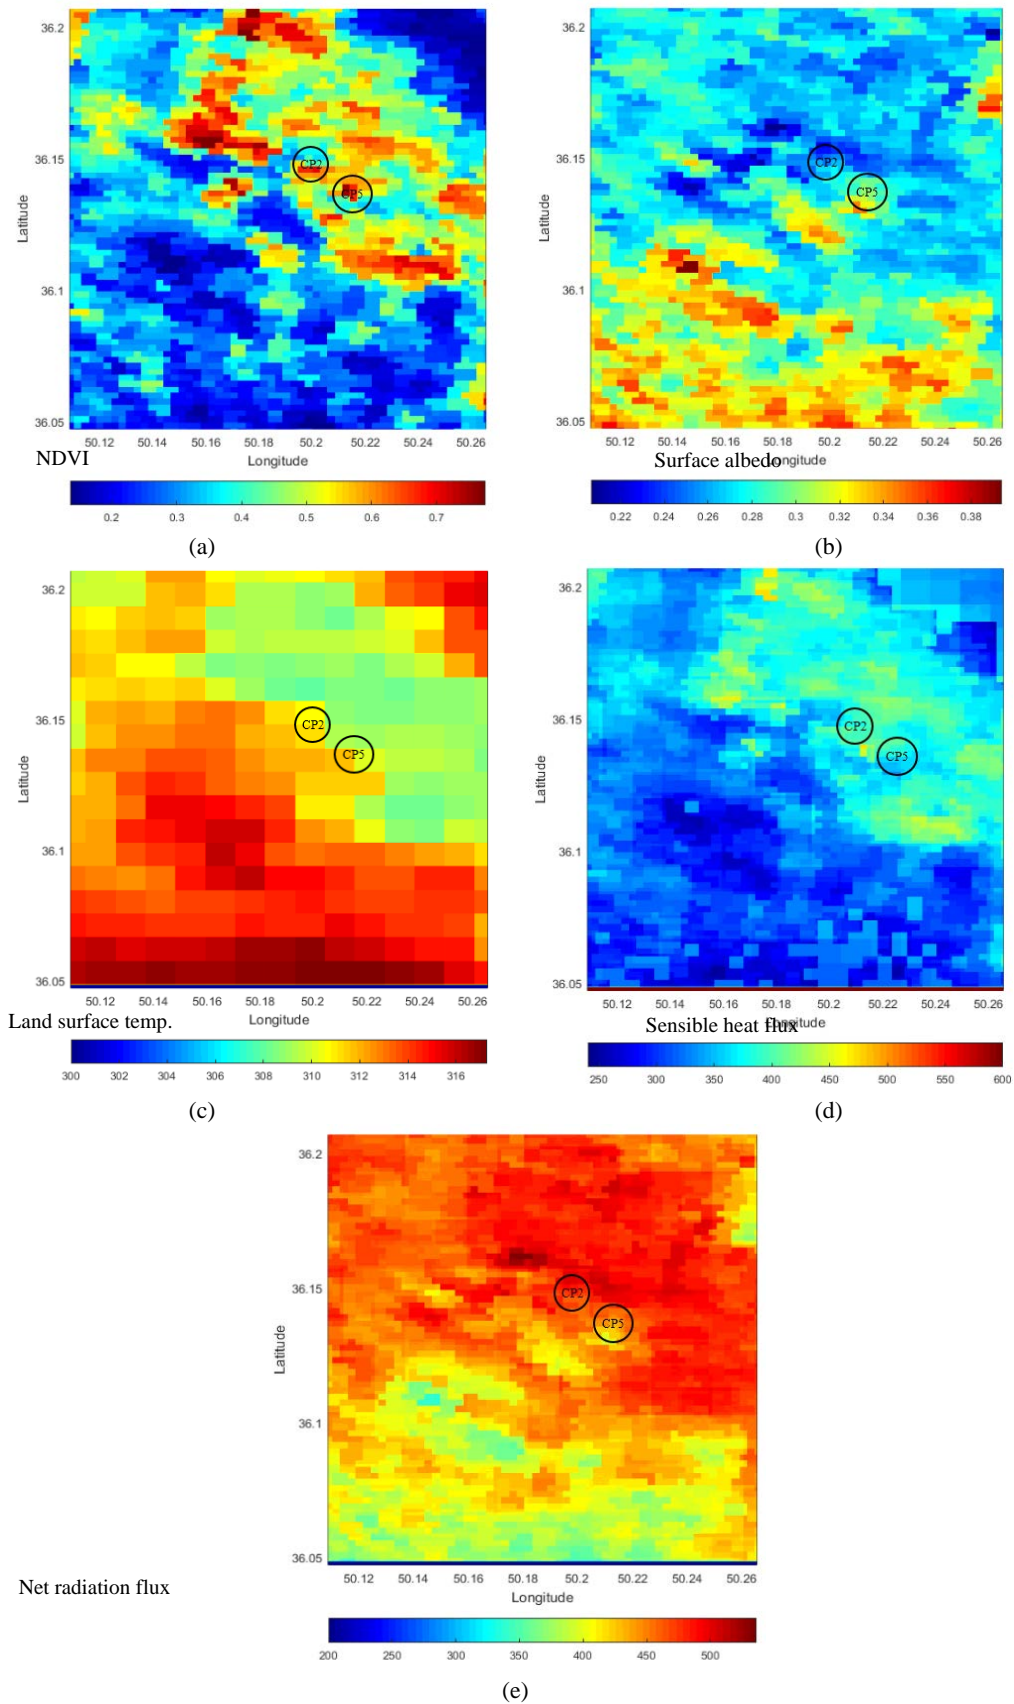 36.2
36.15
36.1
36.05
Latitude
CP2
CP5
50.12 50.14 50.16 50.18 50.2 50.22 50.24 50.26
NDVI
Longitude
0.2 0.3 0.4 0.5 0.6 0.7
(a)
36.2
36.15
36.1
36.05
Latitude
CP2
CP5
50.12 50.14 50.16 50.18 50.2 50.22 50.24 50.26
Surface albedo
Longitude
0.22 0.24 0.26 0.28 0.3 0.32 0.34 0.36 0.38
(b)
36.2
36.15
36.1
36.05
Latitude
CP2
CP5
50.12 50.14 50.16 50.18 50.2 50.22 50.24 50.26
Land surface temp.
Longitude
300 302 304 306 308 310 312 314 316
(c)
36.2
36.15
36.1
36.05
Latitude
CP2
CP5
50.12 50.14 50.16 50.18 50.2 50.22 50.24 50.26
Sensible heat flux
Longitude
250 300 350 400 450 500 550 600
(d)
36.2
36.15
36.1
36.05
Latitude
CP2
CP5
50.12 50.14 50.16 50.18 50.2 50.22 50.24 50.26
Net radiation flux
Longitude
200 250 300 350 400 450 500
(e)